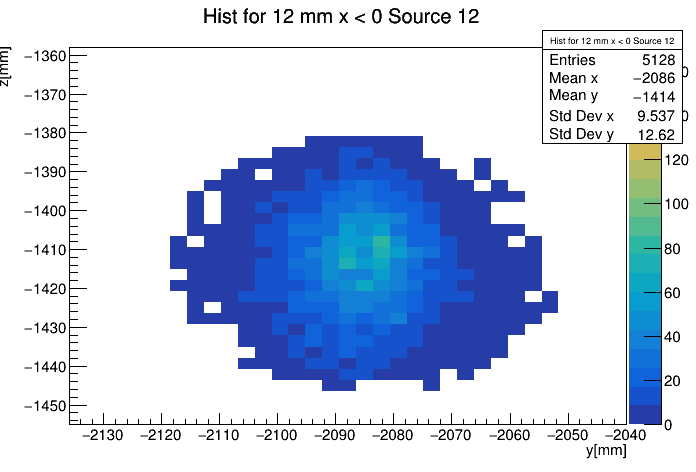 Hist for 12 mm x < 0 Source 12
z[mm]
Hist for 12 mm x < 0 Source 12
Entries 5128
Mean x −2086
Mean y −1414
Std Dev x 9.537
Std Dev y 12.62
−1360
−1370
−1380
−1390
−1400
−1410
−1420
−1430
−1440
−1450
120
100
80
60
40
20
0
−2130 −2120 −2110 −2100 −2090 −2080 −2070 −2060 −2050 −2040
y[mm]